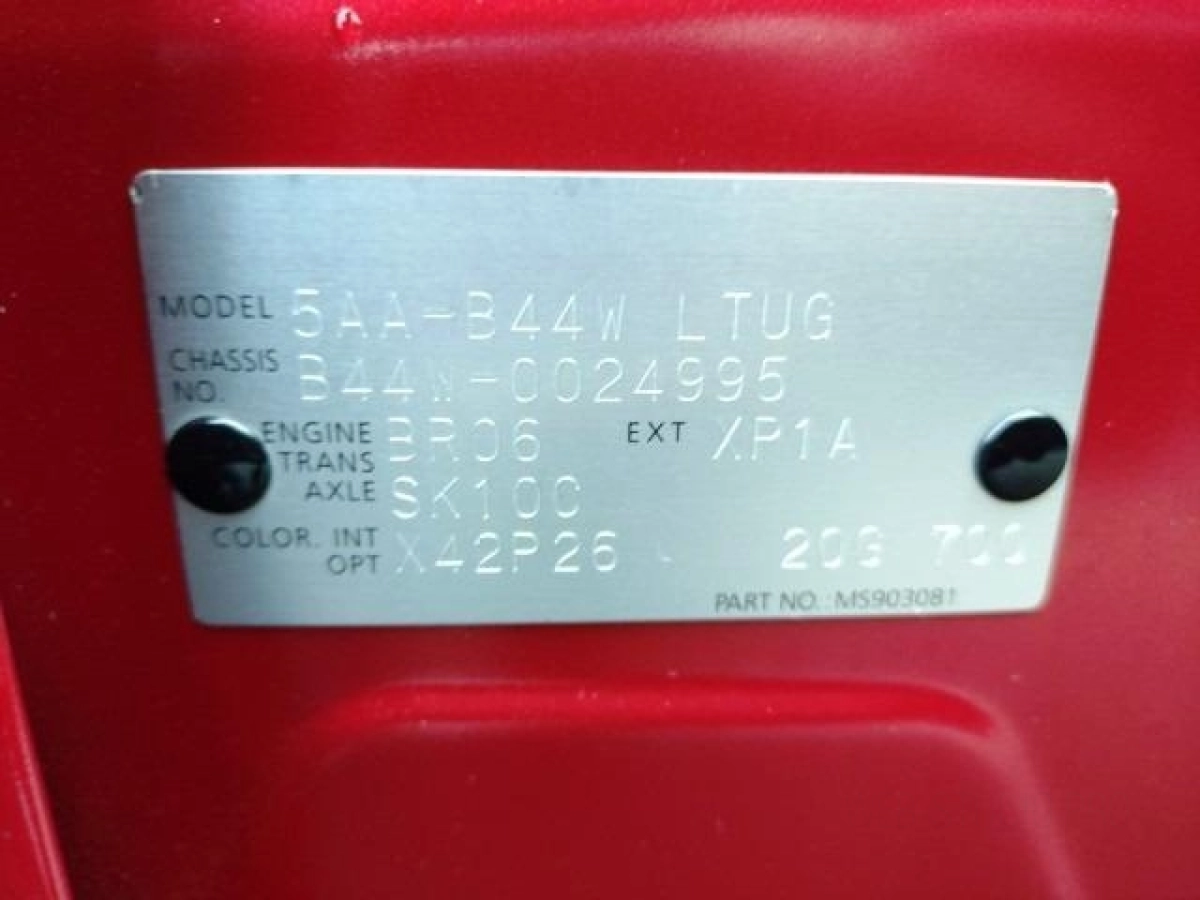 MODEL 5AA-B44W LTUG
CHASSIS NO. B44W-0024995
ENGINE BR06 EXT XP1A
TRANS AXLE SK10C
COLOR. INT OPT X42P26 20G 700
PART NO. : MS903081